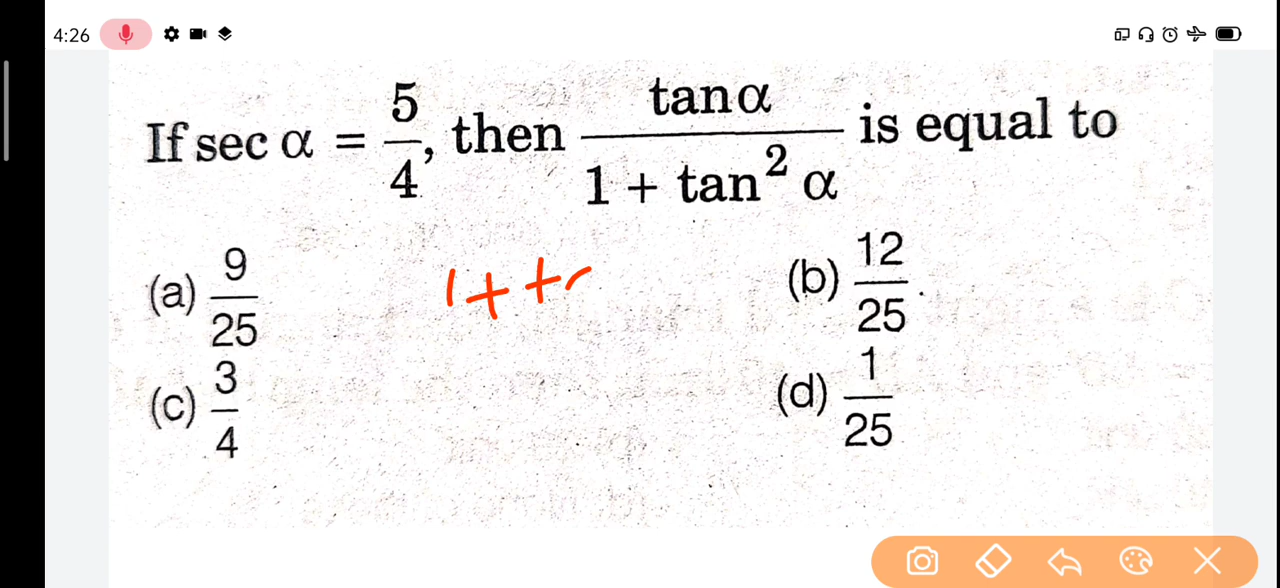 4:26
If sec α = 5/4, then tanα/1 + tan² α is equal to
(a) 9/25
(b) 12/25.
(c) 3/4
(d) 1/25
1+